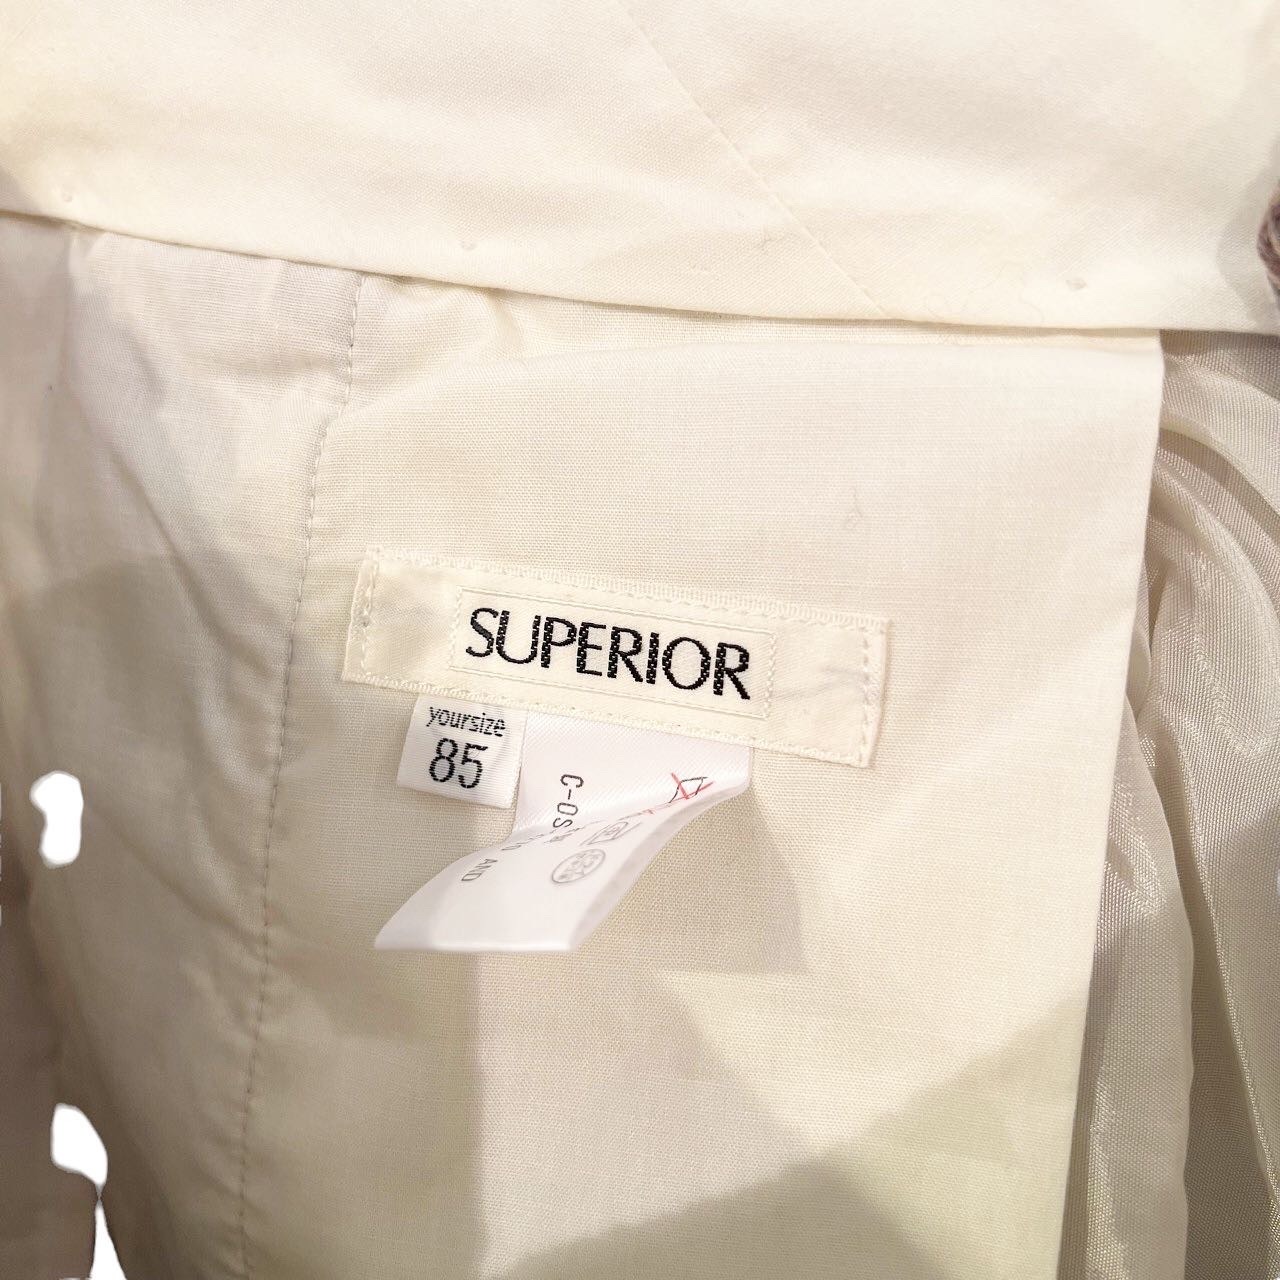 SUPERIOR
yoursize
85
C-OS
AND